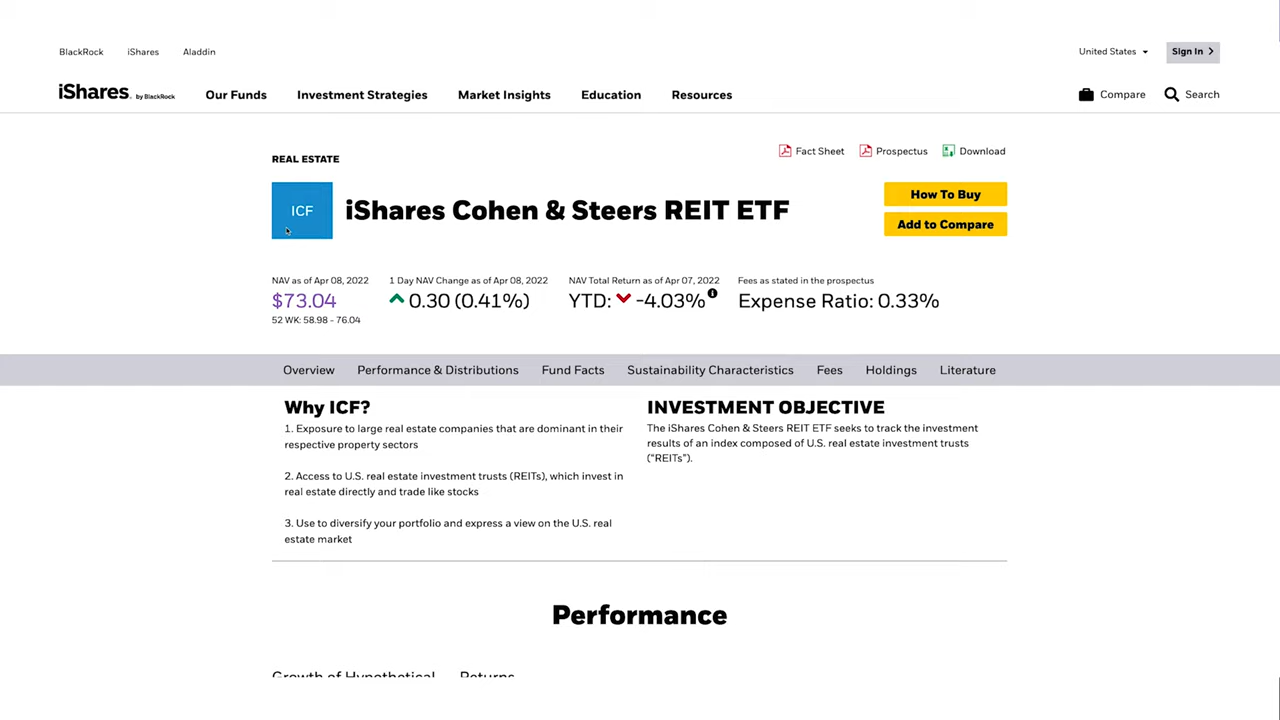 BlackRock iShares Aladdin United States Sign In
iShares. by BlackRock Our Funds Investment Strategies Market Insights Education Resources Compare Search
Fact Sheet Prospectus Download
REAL ESTATE
ICF iShares Cohen & Steers REIT ETF
How To Buy
Add to Compare
NAV as of Apr 08, 2022 1 Day NAV Change as of Apr 08, 2022 NAV Total Return as of Apr 07, 2022 Fees as stated in the prospectus
$73.04 0.30 (0.41%) YTD: -4.03% Expense Ratio: 0.33%
52 WK: 58.98 - 76.04
Overview Performance & Distributions Fund Facts Sustainability Characteristics Fees Holdings Literature
Why ICF?
1. Exposure to large real estate companies that are dominant in their
respective property sectors
2. Access to U.S. real estate investment trusts (REITs), which invest in
real estate directly and trade like stocks
3. Use to diversify your portfolio and express a view on the U.S. real
estate market
INVESTMENT OBJECTIVE
The iShares Cohen & Steers REIT ETF seeks to track the investment
results of an index composed of U.S. real estate investment trusts
("REITs").
Performance
Growth of Hypothetical Returns